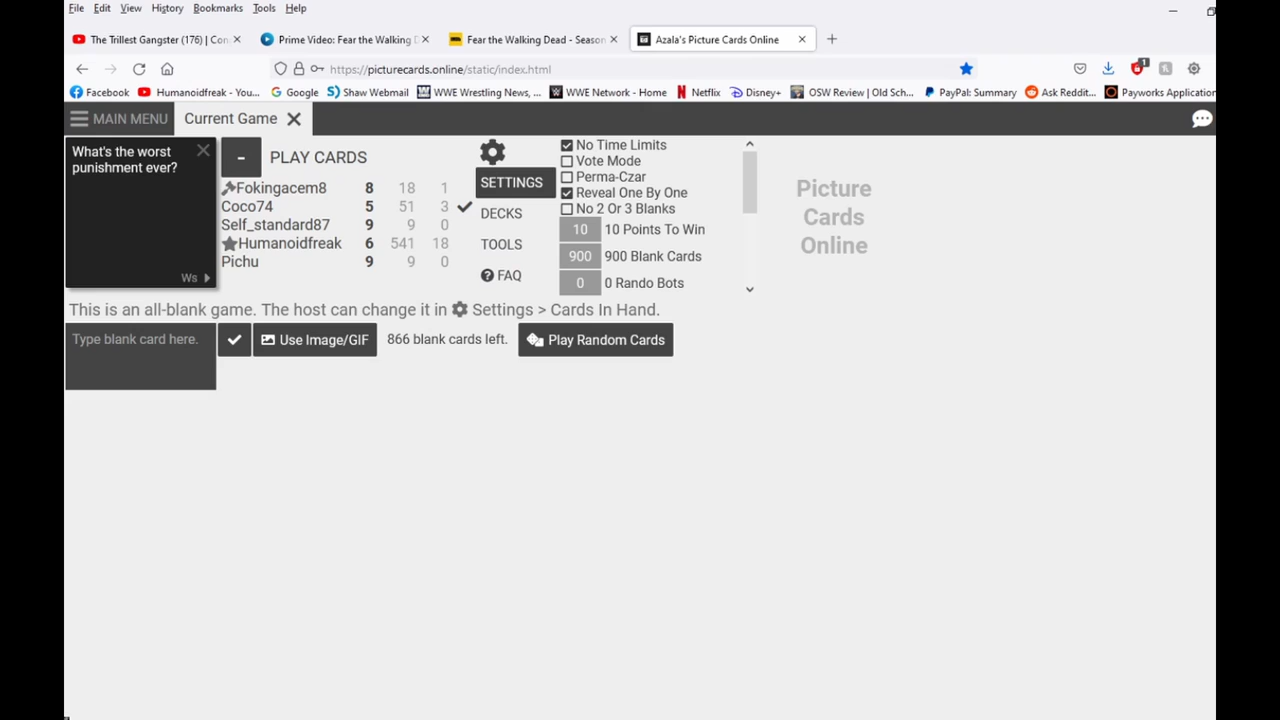 File Edit View History Bookmarks Tools Help
The Trillest Gangster (176) | Con
Prime Video: Fear the Walking D
Fear the Walking Dead - Season
Azala's Picture Cards Online
https://picturecards.online/static/index.html
1
Facebook Humanoidfreak - You... Google Shaw Webmail WWE Wrestling News, ... WWE Network - Home Netflix Disney+ OSW Review | Old Sch... PayPal: Summary Ask Reddit... Payworks Application
MAIN MENU Current Game
What's the worst
punishment ever?
Ws
- PLAY CARDS
Fokingacem8 8 18 1
Coco74 5 51 3
Self_standard87 9 9 0
Humanoidfreak 6 541 18
Pichu 9 9 0
SETTINGS
DECKS
TOOLS
FAQ
No Time Limits
Vote Mode
Perma-Czar
Reveal One By One
No 2 Or 3 Blanks
10 10 Points To Win
900 900 Blank Cards
0 0 Rando Bots
Picture
Cards
Online
This is an all-blank game. The host can change it in Settings > Cards In Hand.
Type blank card here. Use Image/GIF 866 blank cards left. Play Random Cards